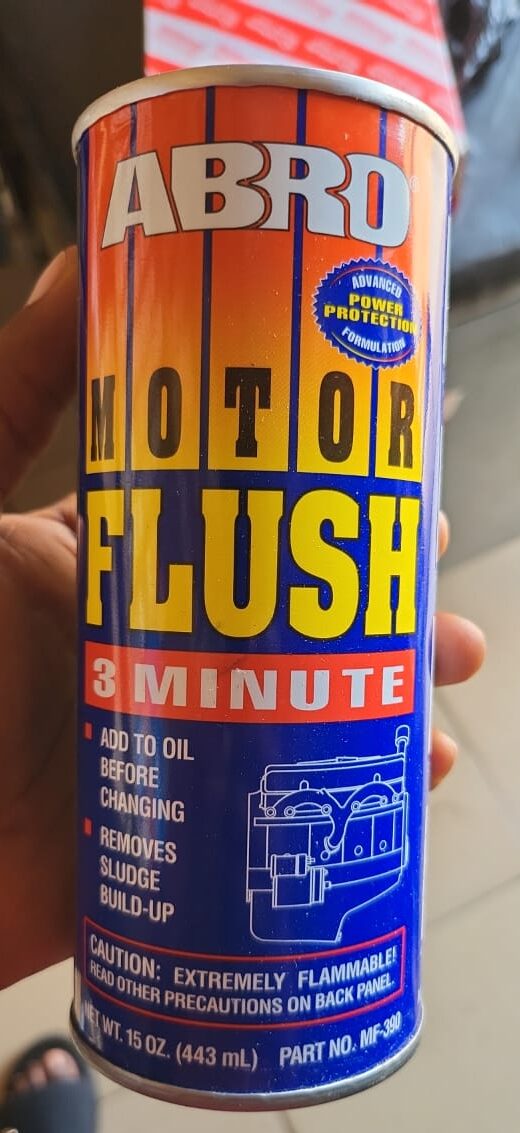 ABRO®
ADVANCED
POWER
PROTECTION
FORMULATION
MOTOR
FLUSH
3 MINUTE
ADD TO OIL
BEFORE
CHANGING
REMOVES
SLUDGE
BUILD-UP
CAUTION: EXTREMELY FLAMMABLE!
READ OTHER PRECAUTIONS ON BACK PANEL.
NET WT. 15 OZ. (443 mL) PART NO. MF-390